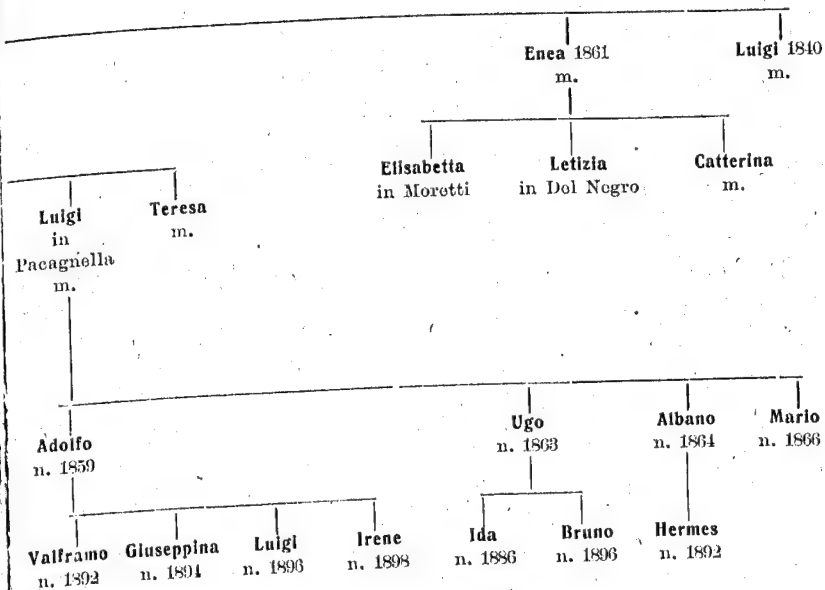 Enea 1861
m.
Luigi 1840
m.
Elisabetta
in Moretti
Letizia
in Del Negro
Catterina
m.
Luigi
in
Pacagnella
m.
Teresa
m.
Adolfo
n. 1859
Ugo
n. 1863
Albano
n. 1864
Mario
n. 1866
Valframo
n. 1892
Giuseppina
n. 1894
Luigi
n. 1896
Irene
n. 1898
Ida
n. 1886
Bruno
n. 1896
Hermes
n. 1892